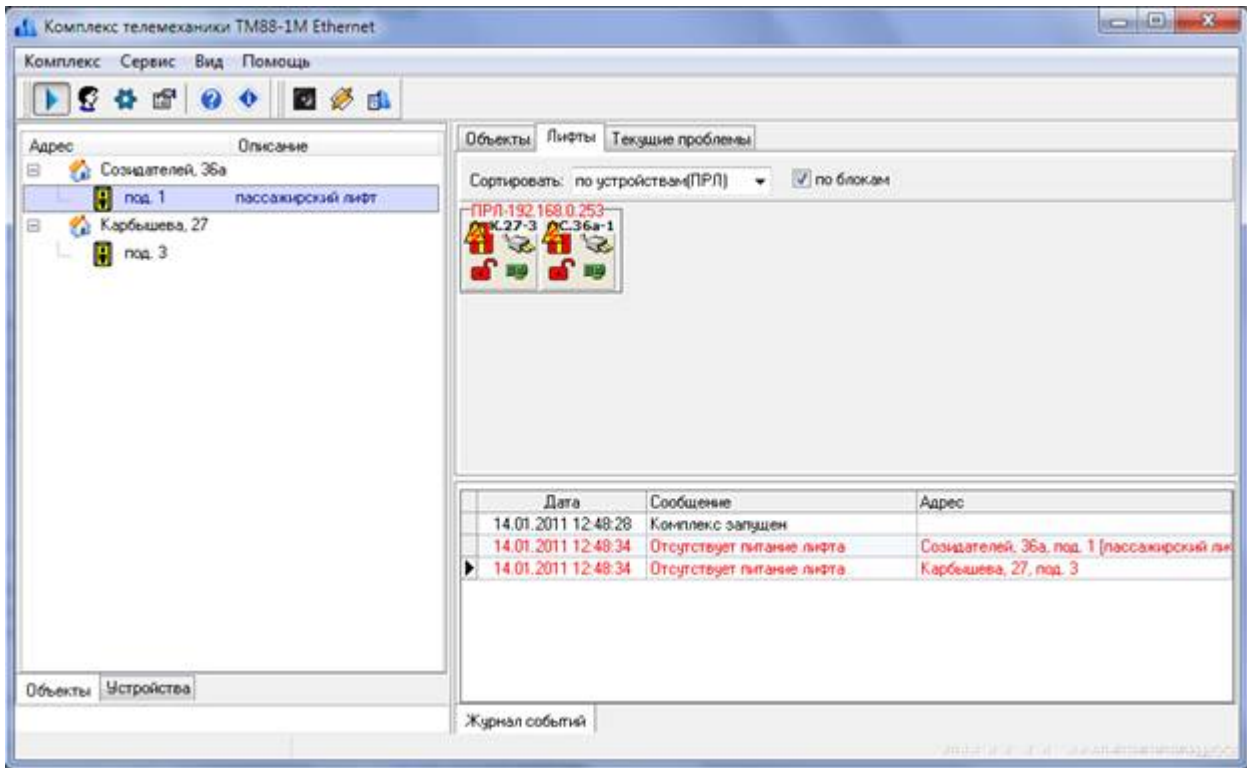 Комплекс телемеханики ТМ88-1М Ethernet
Комплекс Сервис Вид Помощь
Адрес Описание
Созидателей, 36а
под. 1 пассажирский лифт
Карбышева, 27
под. 3
Объекты Устройства
Объекты Лифты Текущие проблемы
Сортировать: по устройствам(ПРЛ) по блокам
ПРЛ-192.168.0.253
К.27-3 С.36а-1
Дата Сообщение Адрес
14.01.2011 12:48:28 Комплекс запущен
14.01.2011 12:48:34 Отсутствует питание лифта Созидателей, 36а, под. 1 [пассажирский
14.01.2011 12:48:34 Отсутствует питание лифта Карбышева, 27, под. 3
Журнал событий